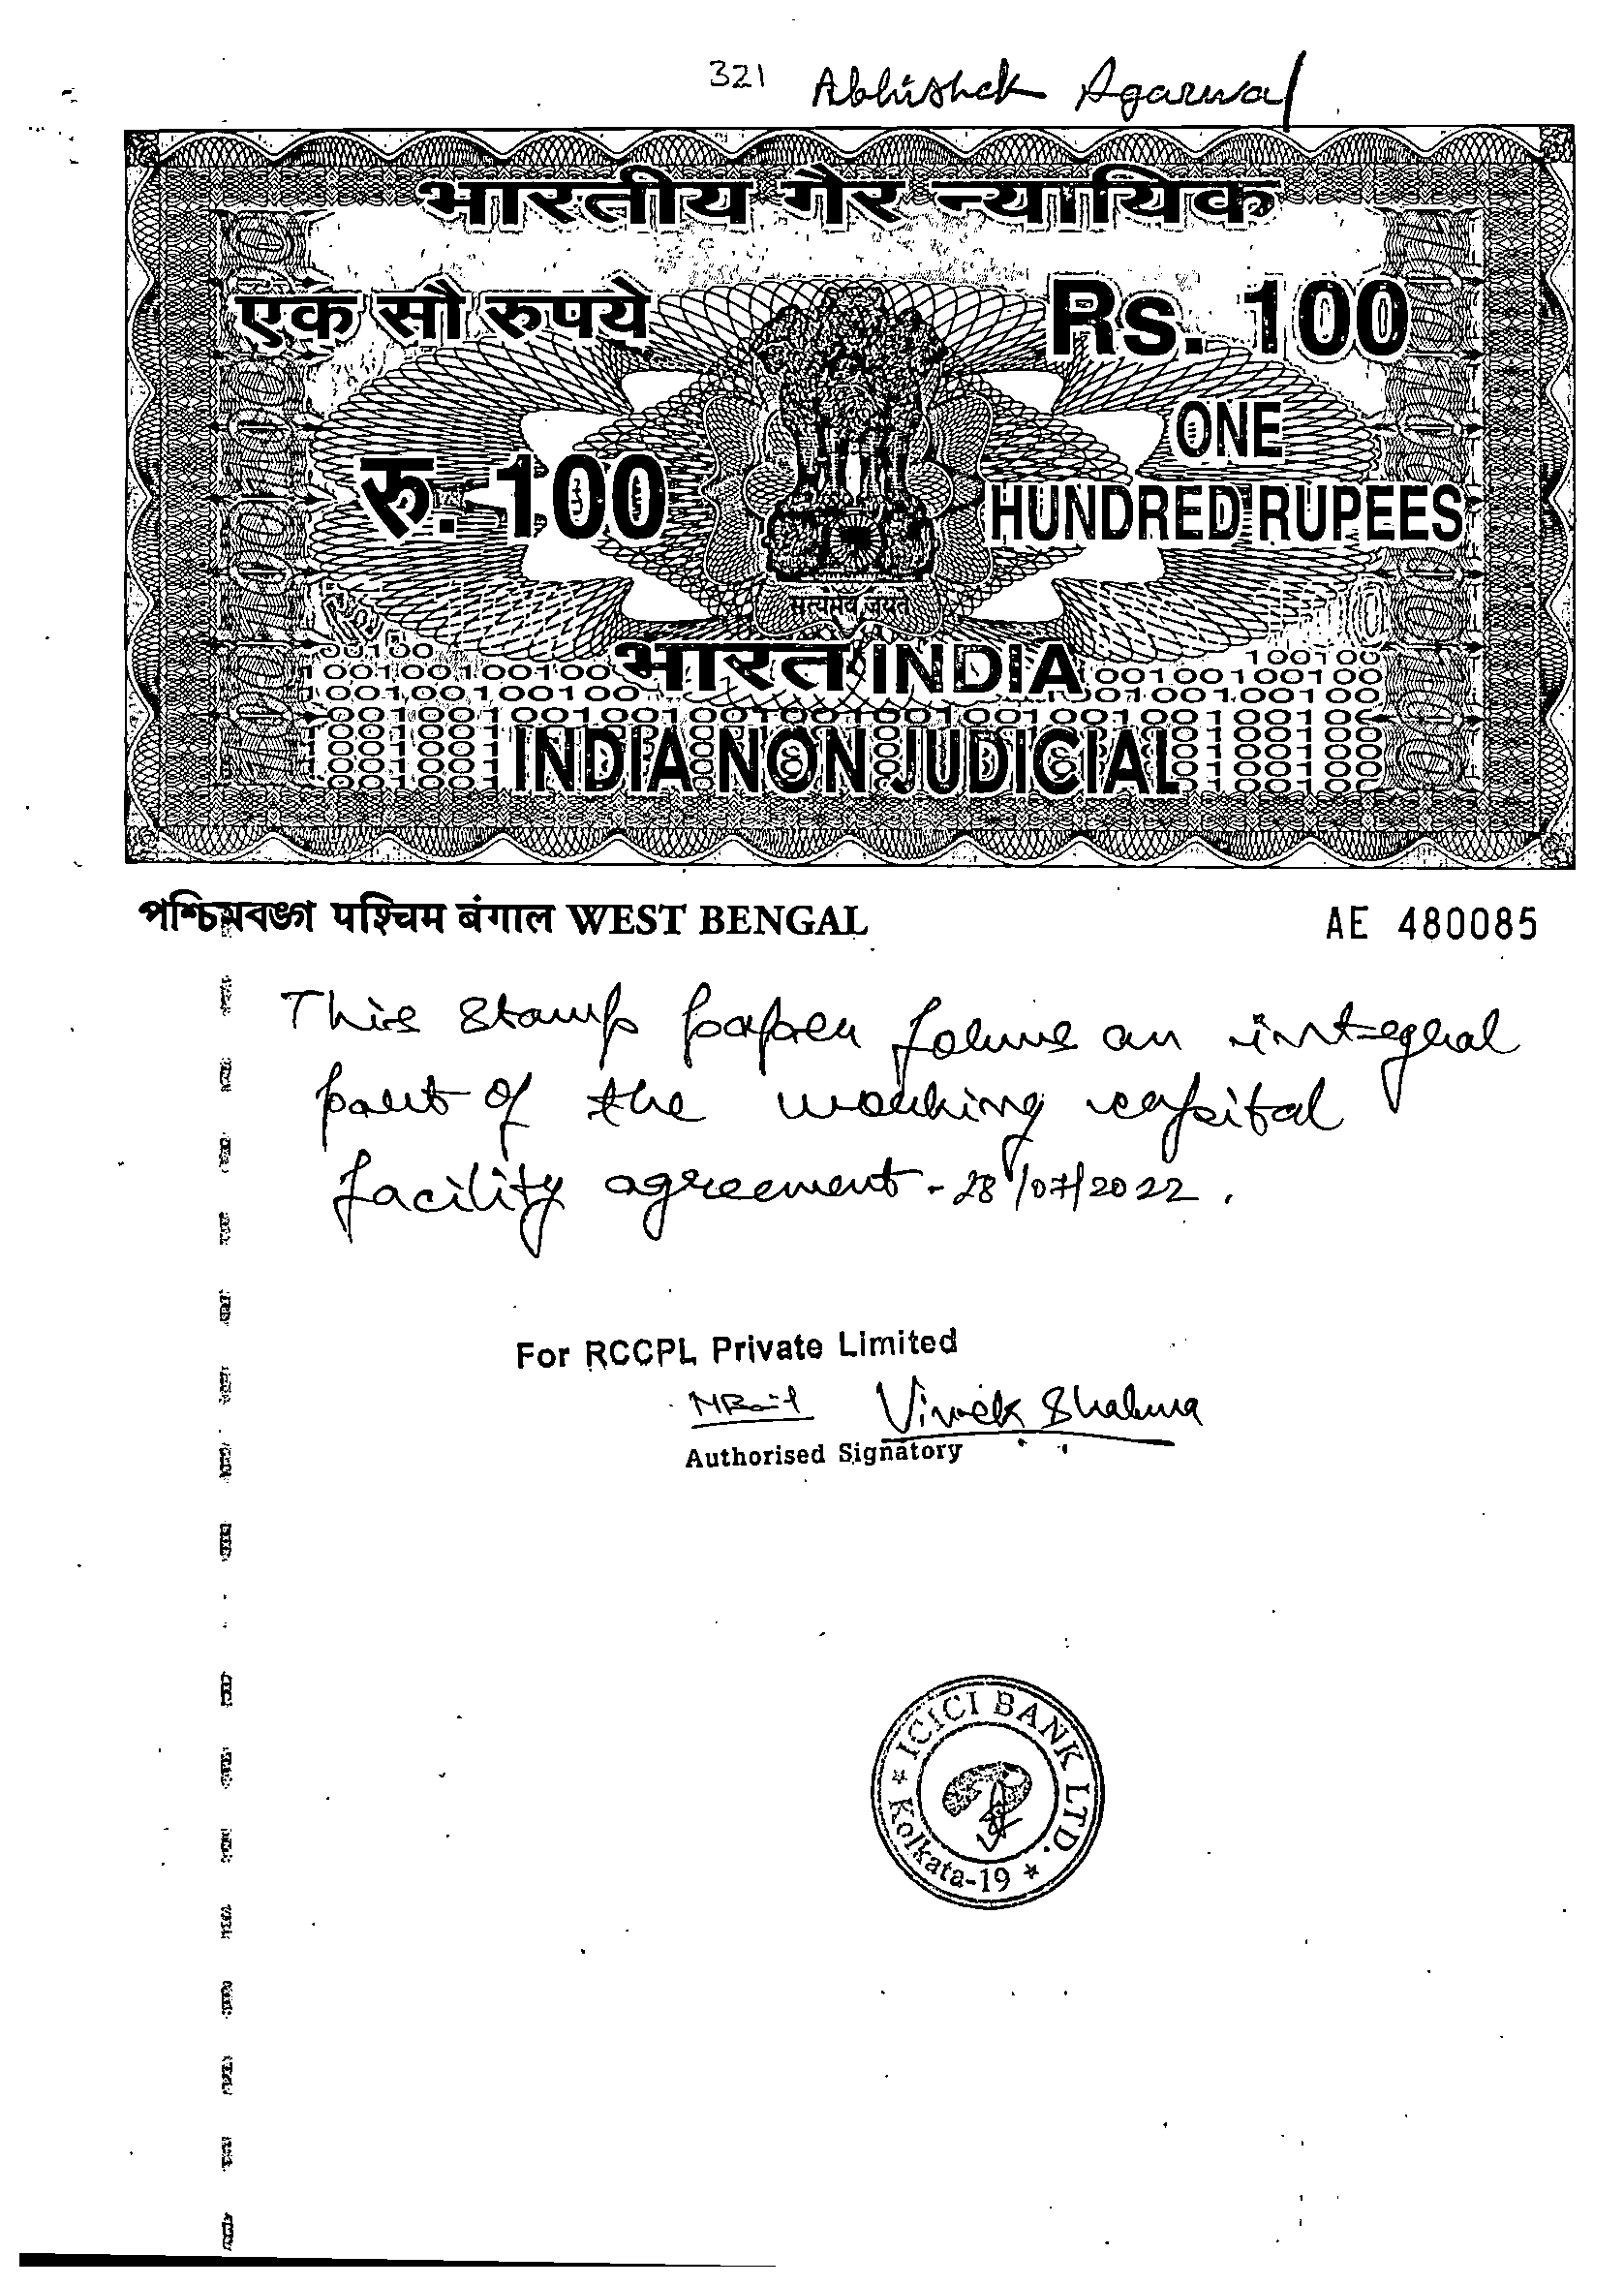 321 Abhishek Agarwal
भारतीय गैर न्यायिक
एक सौ रुपये
Rs. 100
रु. 100
ONE
HUNDRED RUPEES
सत्यमेव जयते
भारत INDIA
INDIA NON JUDICIAL
পশ্চিমবঙ্গ पश्चिम बंगाल WEST BENGAL
AE 480085
This stamp paper forms an integral
part of the working capital
facility agreement - 28/07/2022.
For RCCPL Private Limited
Vivek Sharma
Authorised Signatory
ICICI BANK LTD.
Kolkata-19